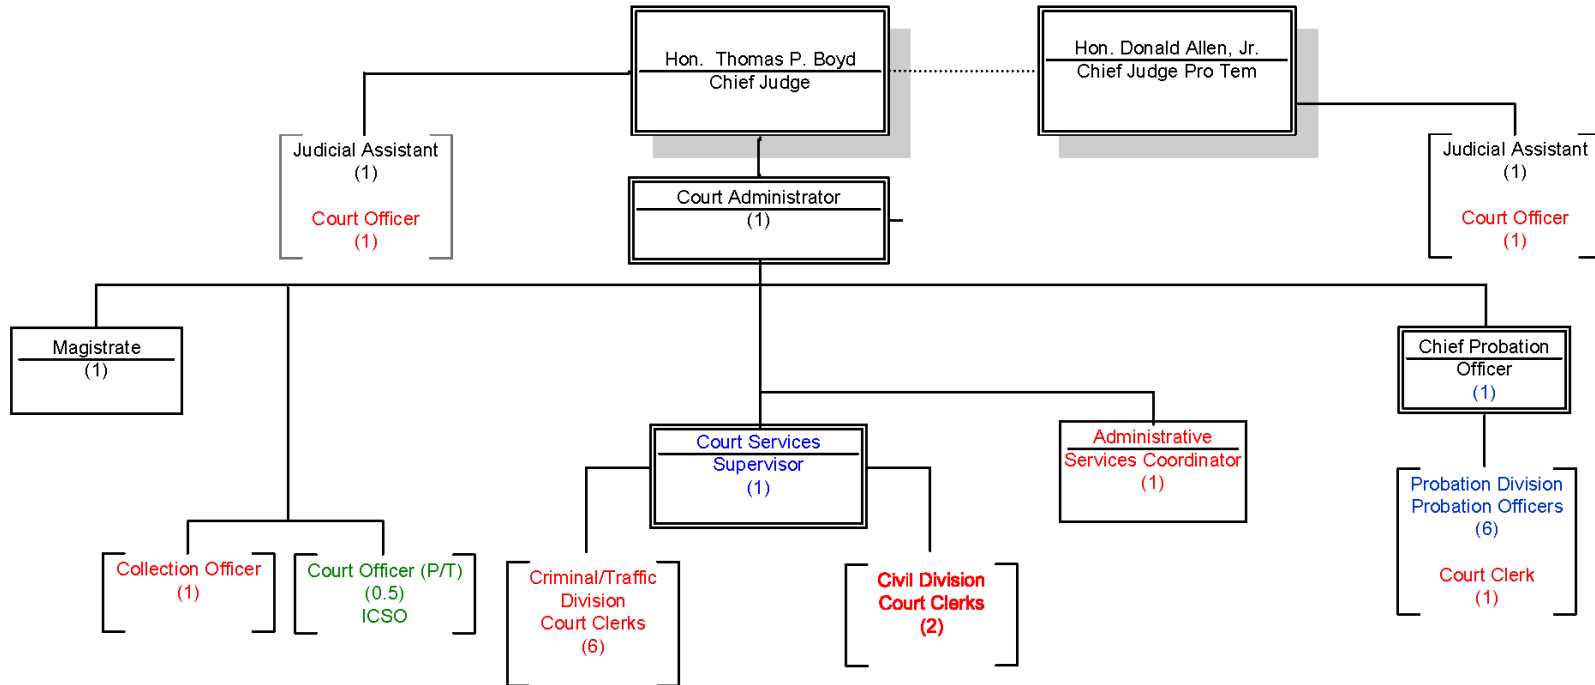 Hon. Thomas P. Boyd
Chief Judge
Hon. Donald Allen, Jr.
Chief Judge Pro Tem
Judicial Assistant
(1)
Court Officer
(1)
Court Administrator
(1)
Judicial Assistant
(1)
Court Officer
(1)
Magistrate
(1)
Chief Probation
Officer
(1)
Court Services
Supervisor
(1)
Administrative
Services Coordinator
(1)
Probation Division
Probation Officers
(6)
Court Clerk
(1)
Collection Officer
(1)
Court Officer (P/T)
(0.5)
ICSO
Criminal/Traffic
Division
Court Clerks
(6)
Civil Division
Court Clerks
(2)